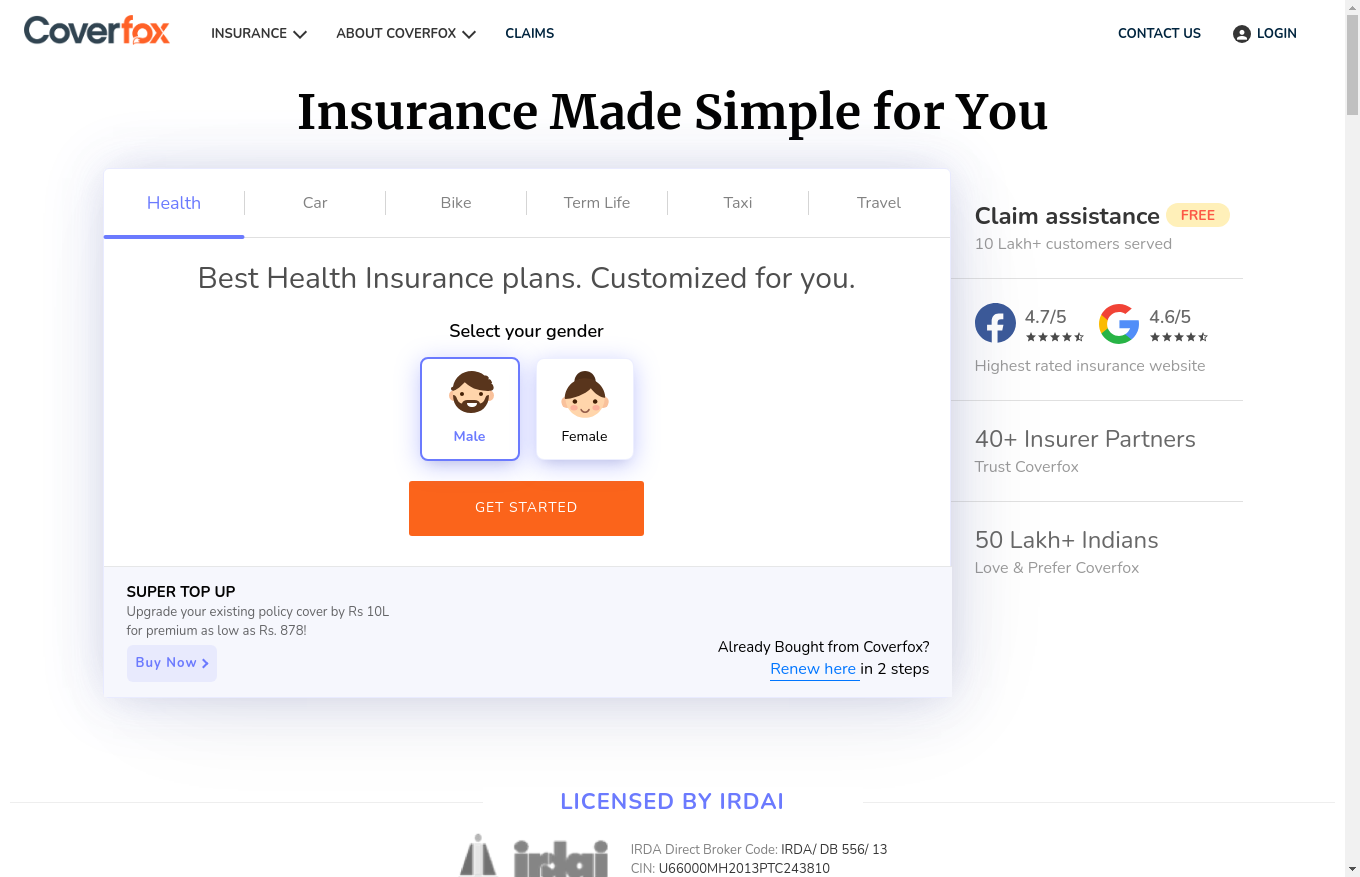 Coverfox
INSURANCE
ABOUT COVERFOX
CLAIMS
CONTACT US
LOGIN
Insurance Made Simple for You
Health
Car
Bike
Term Life
Taxi
Travel
Best Health Insurance plans. Customized for you.
Select your gender
Male
Female
GET STARTED
SUPER TOP UP
Upgrade your existing policy cover by Rs 10L
for premium as low as Rs. 878!
Buy Now
Already Bought from Coverfox?
Renew here in 2 steps
Claim assistance FREE
10 Lakh+ customers served
4.7/5
4.6/5
Highest rated insurance website
40+ Insurer Partners
Trust Coverfox
50 Lakh+ Indians
Love & Prefer Coverfox
LICENSED BY IRDAI
irdai
IRDA Direct Broker Code: IRDA/ DB 556/ 13
CIN: U66000MH2013PTC243810